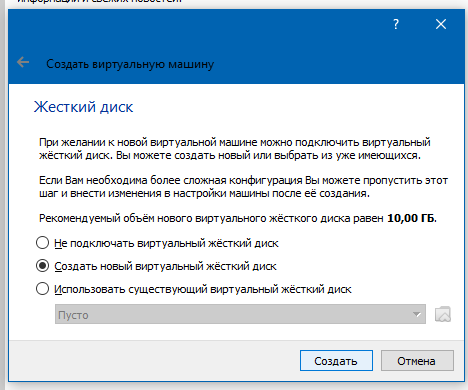 информации и свежих новостей.
?
Создать виртуальную машину
Жесткий диск
При желании к новой виртуальной машине можно подключить виртуальный
жёсткий диск. Вы можете создать новый или выбрать из уже имеющихся.
Если Вам необходима более сложная конфигурация Вы можете пропустить этот
шаг и внести изменения в настройки машины после её создания.
Рекомендуемый объём нового виртуального жёсткого диска равен 10,00 ГБ.
Не подключать виртуальный жёсткий диск
Создать новый виртуальный жёсткий диск
Использовать существующий виртуальный жёсткий диск
Пусто
Создать
Отмена